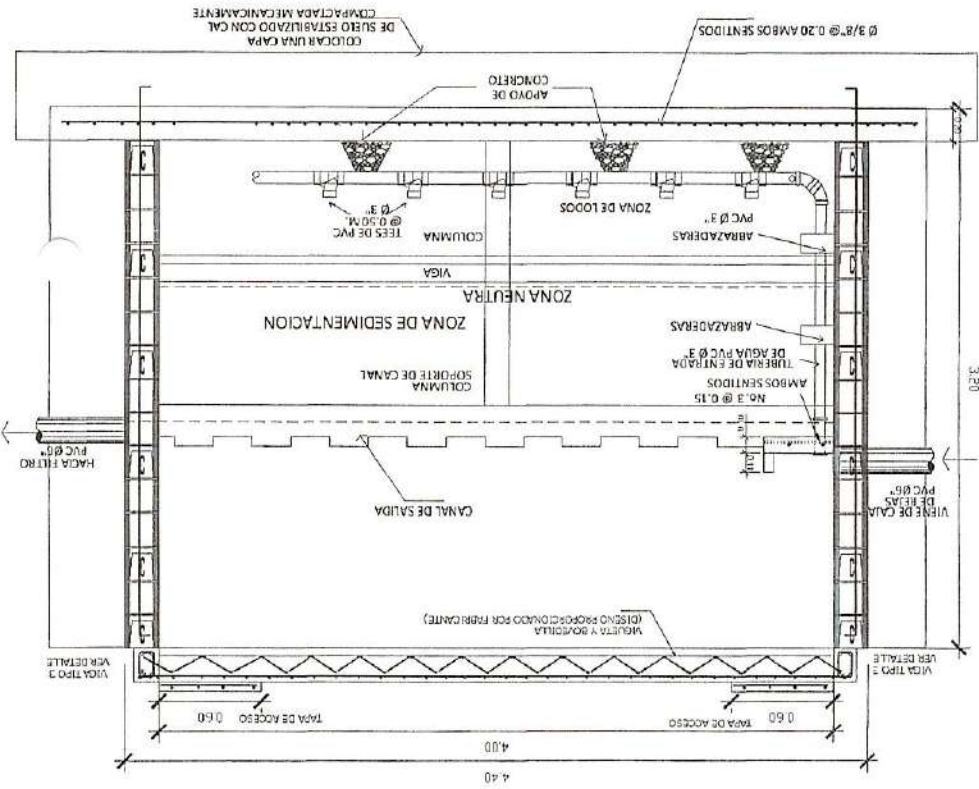 4.40
4.00
0.60
TAPA DE ACCESO
TAPA DE ACCESO
0.60
VIGA TIPO 3
VER DETALLE
VIGA TIPO 3
VER DETALLE
VIGUETA Y BOVEDILLA
(DISEÑO PROPORCIONADO POR FABRICANTE)
VIENE DE CAJA
DE REJAS
PVC Ø6"
CANAL DE SALIDA
HACIA FILTRO
PVC Ø6"
No. 3 @ 0.15
AMBOS SENTIDOS
TUBERIA DE ENTRADA
DE AGUA PVC Ø 3"
ABRAZADERAS
COLUMNA
SOPORTE DE CANAL
3.20
ZONA DE SEDIMENTACION
ZONA NEUTRA
VIGA
ABRAZADERAS
PVC Ø 3"
COLUMNA
ZONA DE LODOS
TEES DE PVC
@ 0.50 M.
Ø 3"
0.20
APOYO DE
CONCRETO
Ø 3/8" @ 0.20 AMBOS SENTIDOS
COLOCAR UNA CAPA
DE SUELO ESTABILIZADO CON CAL
COMPACTADA MECANICAMENTE